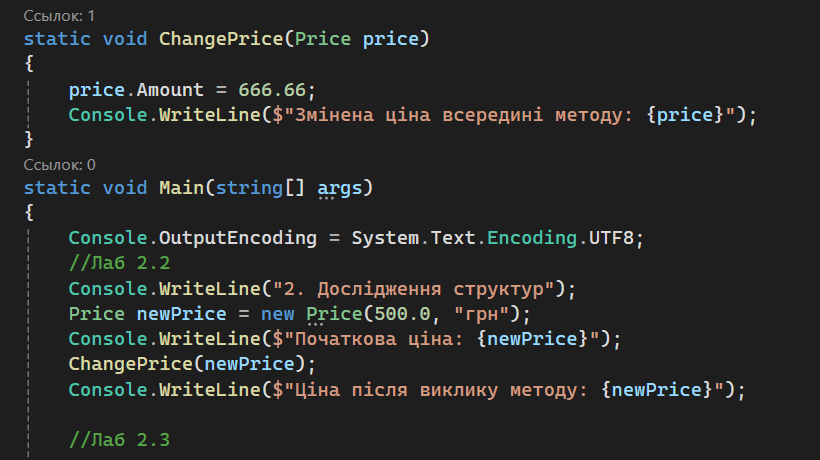 Ссылок: 1
static void ChangePrice(Price price)
{
price.Amount = 666.66;
Console.WriteLine($"Змінена ціна всередині методу: {price}");
}
Ссылок: 0
static void Main(string[] args)
{
Console.OutputEncoding = System.Text.Encoding.UTF8;
//Лаб 2.2
Console.WriteLine("2. Дослідження структур");
Price newPrice = new Price(500.0, "грн");
Console.WriteLine($"Початкова ціна: {newPrice}");
ChangePrice(newPrice);
Console.WriteLine($"Ціна після виклику методу: {newPrice}");
//Лаб 2.3